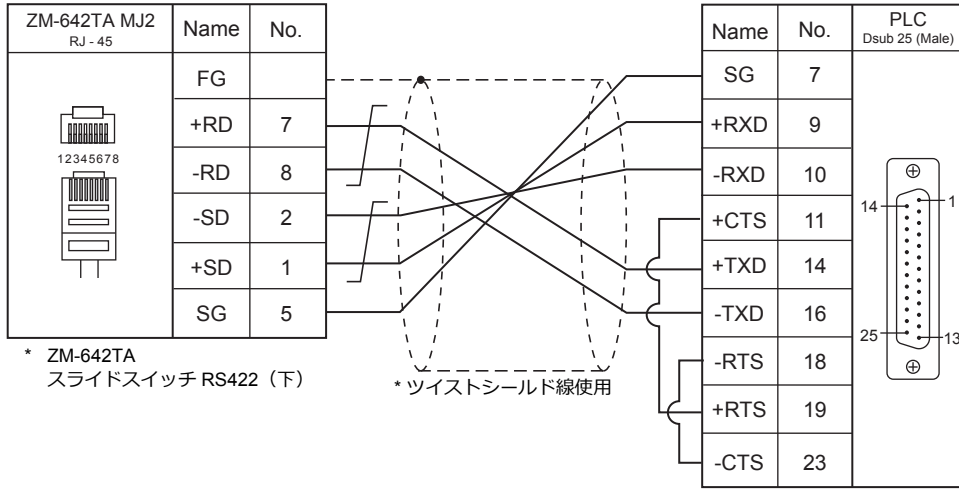 ZM-642TA MJ2
RJ - 45
Name No.
FG
+RD 7
-RD 8
-SD 2
+SD 1
SG 5
12345678
* ZM-642TA
スライドスイッチ RS422（下）
* ツイストシールド線使用
Name No.
PLC
Dsub 25 (Male)
SG 7
+RXD 9
-RXD 10
+CTS 11
+TXD 14
-TXD 16
-RTS 18
+RTS 19
-CTS 23
14 1
25 13